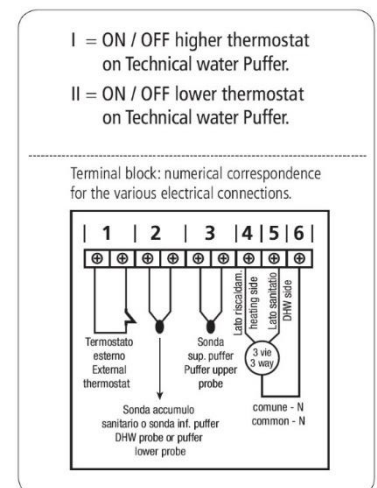 I = ON / OFF higher thermostat
on Technical water Puffer.
II = ON / OFF lower thermostat
on Technical water Puffer.
Terminal block: numerical correspondence
for the various electrical connections.
| 1 | 2 | 3 |4|5|6|
Termostato
esterno
External
thermostat
Sonda accumulo
sanitario o sonda inf. puffer
DHW probe or puffer
lower probe
Sonda
sup. puffer
Puffer upper
probe
Lato riscaldam.
heating side
Lato sanitatio
DHW side
3 vie
3 way
comune - N
common - N